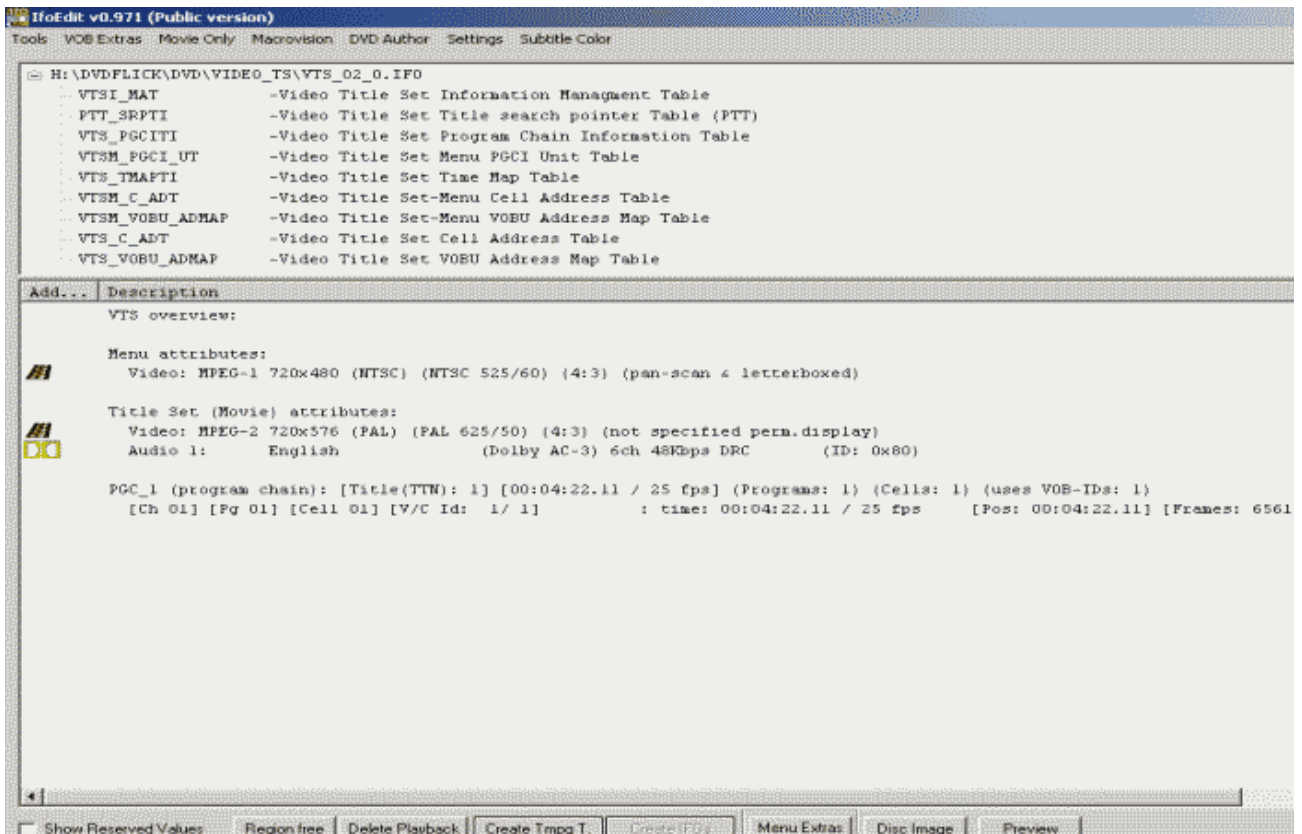 IfoEdit v0.971 (Public version)
Tools VOB Extras Movie Only Macrovision DVD Author Settings Subtitle Color
H:\DVDFLICK\DVD\VIDEO_TS\VTS_02_0.IFO
VTSI_MAT -Video Title Set Information Managment Table
PTT_SRPTI -Video Title Set Title search pointer Table (PTT)
VTS_PGCITI -Video Title Set Program Chain Information Table
VTSM_PGCI_UT -Video Title Set Menu PGCI Unit Table
VTS_TMAPTI -Video Title Set Time Map Table
VTSM_C_ADT -Video Title Set-Menu Cell Address Table
VTSM_VOBU_ADMAP -Video Title Set-Menu VOBU Address Map Table
VTS_C_ADT -Video Title Set Cell Address Table
VTS_VOBU_ADMAP -Video Title Set VOBU Address Map Table
Add... Description
VTS overview:
Menu attributes:
Video: MPEG-1 720x480 (NTSC) (NTSC 525/60) (4:3) (pan-scan & letterboxed)
Title Set (Movie) attributes:
Video: MPEG-2 720x576 (PAL) (PAL 625/50) (4:3) (not specified perm.display)
Audio 1: English (Dolby AC-3) 6ch 48Kbps DRC (ID: 0x80)
PGC_1 (program chain): [Title(TTN): 1] [00:04:22.11 / 25 fps] (Programs: 1) (Cells: 1) (uses VOB-IDs: 1)
[Ch 01] [Pg 01] [Cell 01] [V/C Id: 1/ 1] : time: 00:04:22.11 / 25 fps [Pos: 00:04:22.11] [Frames: 6561
Show Reserved Values Region free Delete Playback Create Tmpg T. Menu Extras Disc Image Preview